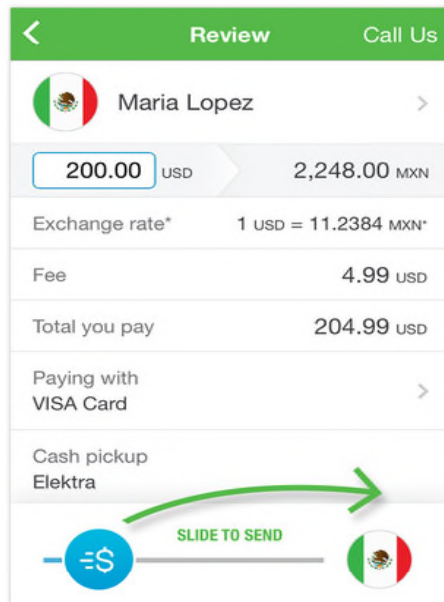 Review Call Us
Maria Lopez
200.00 USD 2,248.00 MXN
Exchange rate* 1 USD = 11.2384 MXN*
Fee 4.99 USD
Total you pay 204.99 USD
Paying with
VISA Card
Cash pickup
Elektra
SLIDE TO SEND
$